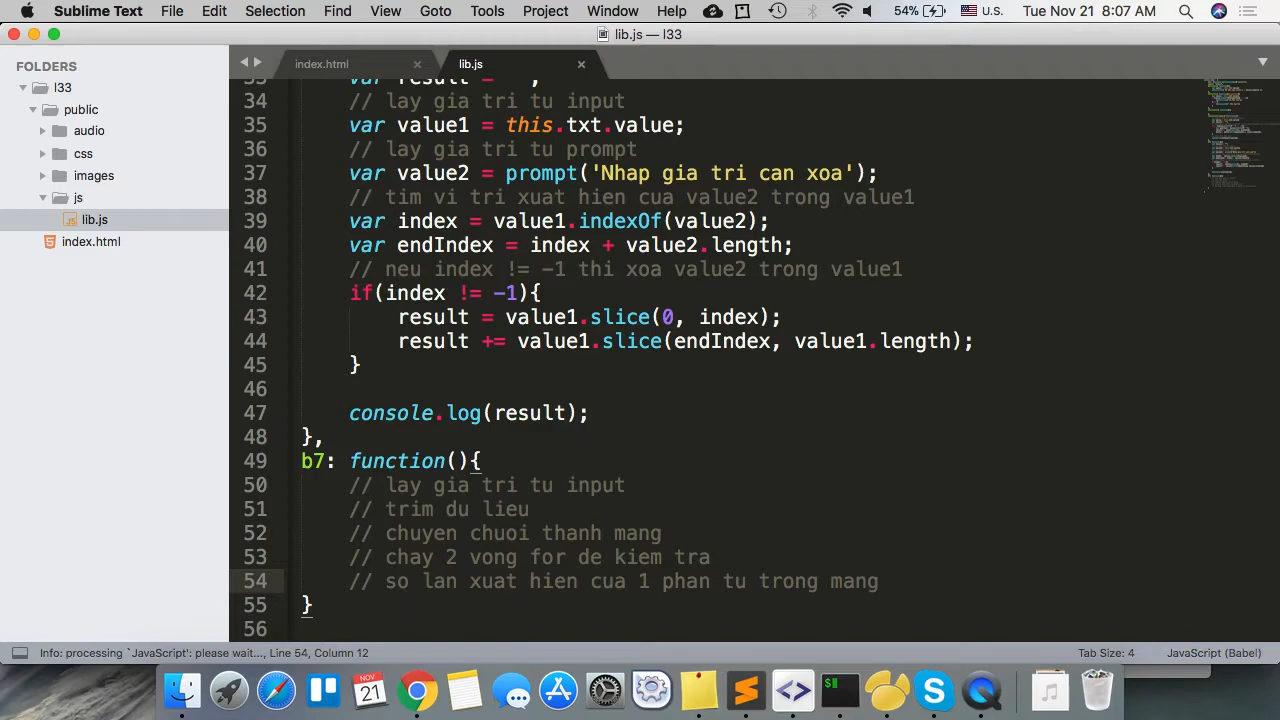 Sublime Text File Edit Selection Find View Goto Tools Project Window Help 54% U.S. Tue Nov 21 8:07 AM
lib.js — l33
FOLDERS
l33
public
audio
css
images
js
lib.js
index.html
index.html lib.js
33 var result = '';
34 // lay gia tri tu input
35 var value1 = this.txt.value;
36 // lay gia tri tu prompt
37 var value2 = prompt('Nhap gia tri can xoa');
38 // tim vi tri xuat hien cua value2 trong value1
39 var index = value1.indexOf(value2);
40 var endIndex = index + value2.length;
41 // neu index != -1 thi xoa value2 trong value1
42 if(index != -1){
43 result = value1.slice(0, index);
44 result += value1.slice(endIndex, value1.length);
45 }
46
47 console.log(result);
48 },
49 b7: function(){
50 // lay gia tri tu input
51 // trim du lieu
52 // chuyen chuoi thanh mang
53 // chay 2 vong for de kiem tra
54 // so lan xuat hien cua 1 phan tu trong mang
55 }
56
Info: processing `JavaScript': please wait..., Line 54, Column 12 Tab Size: 4 JavaScript (Babel)
NOV
21